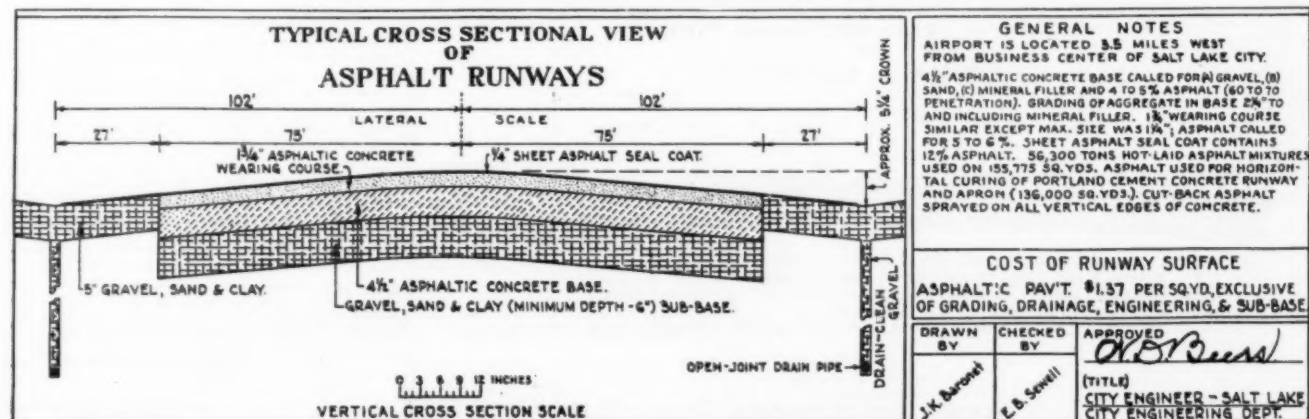 TYPICAL CROSS SECTIONAL VIEW
OF
ASPHALT RUNWAYS
102'
102'
LATERAL SCALE
27'
75'
75'
27'
1¾" ASPHALTIC CONCRETE
WEARING COURSE
¼" SHEET ASPHALT SEAL COAT.
APPROX. 5¼" CROWN
5" GRAVEL, SAND & CLAY.
4½" ASPHALTIC CONCRETE BASE.
GRAVEL, SAND & CLAY (MINIMUM DEPTH - 6") SUB-BASE.
DRAIN-CLEAN
GRAVEL
OPEN-JOINT DRAIN PIPE
0 3 6 9 12 INCHES
VERTICAL CROSS SECTION SCALE
GENERAL NOTES
AIRPORT IS LOCATED 3.5 MILES WEST
FROM BUSINESS CENTER OF SALT LAKE CITY.
4½" ASPHALTIC CONCRETE BASE CALLED FOR (A) GRAVEL, (B)
SAND, (C) MINERAL FILLER AND 4 TO 5% ASPHALT (60 TO 70
PENETRATION). GRADING OF AGGREGATE IN BASE TO
AND INCLUDING MINERAL FILLER. 1¾" WEARING COURSE
SIMILAR EXCEPT MAX. SIZE WAS 1¼"; ASPHALT CALLED
FOR 5 TO 6%. SHEET ASPHALT SEAL COAT CONTAINS
12% ASPHALT. 56,300 TONS HOT-LAID ASPHALT MIXTURES
USED ON 155,775 SQ. YDS. ASPHALT USED FOR HORIZON-
TAL CURING OF PORTLAND CEMENT CONCRETE RUNWAY
AND APRON (136,000 SQ. YDS.). CUT-BACK ASPHALT
SPRAYED ON ALL VERTICAL EDGES OF CONCRETE.
COST OF RUNWAY SURFACE
ASPHALTIC PAV'T. $1.37 PER SQ.YD., EXCLUSIVE
OF GRADING, DRAINAGE, ENGINEERING, & SUB-BASE
DRAWN
BY
J.K. Baronet
CHECKED
BY
E.B. Sewell
APPROVED
(TITLE)
CITY ENGINEER - SALT LAKE
CITY ENGINEERING DEPT.